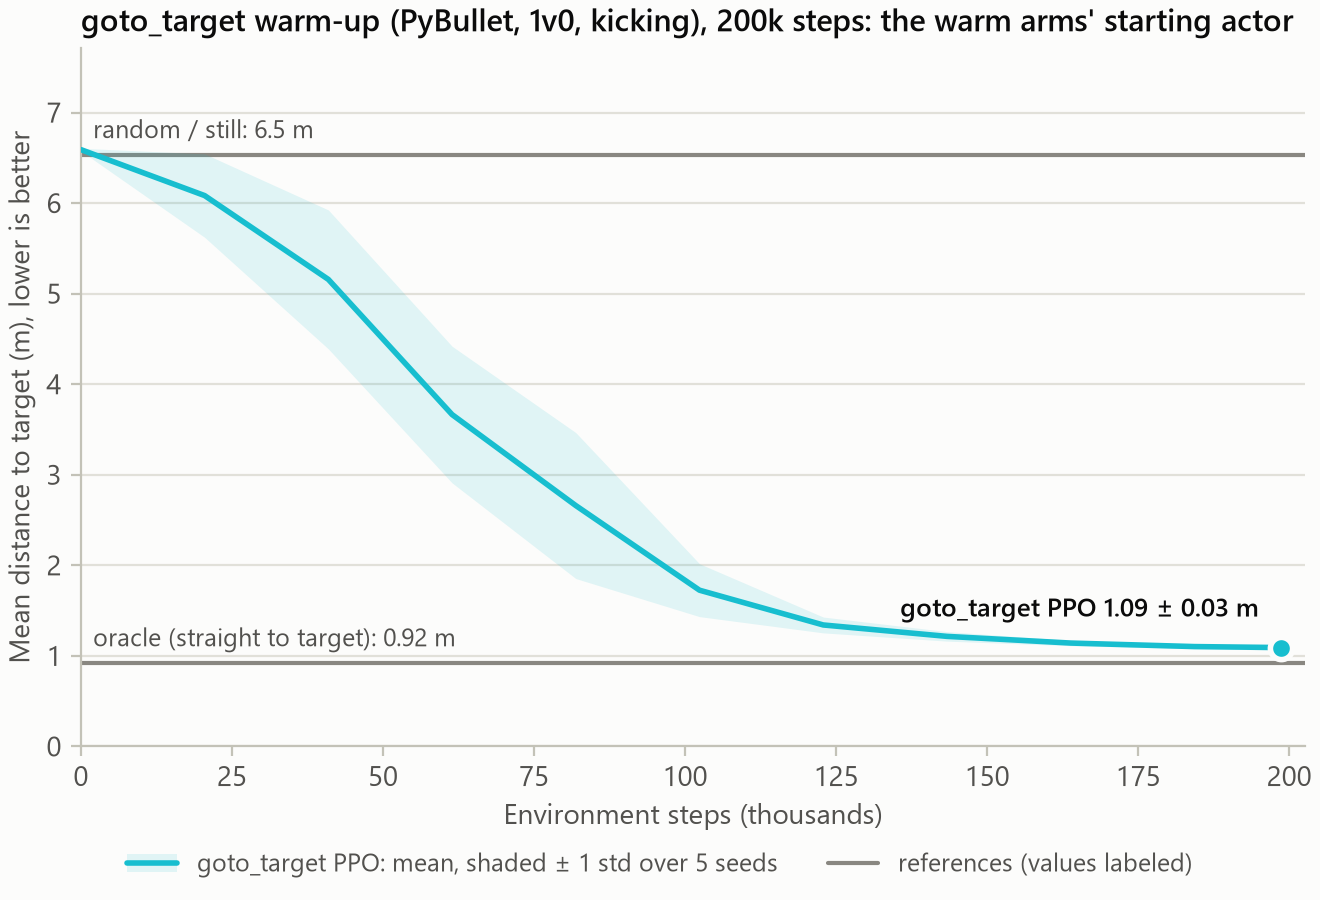 goto_target warm-up (PyBullet, 1v0, kicking), 200k steps: the warm arms' starting actor
Mean distance to target (m), lower is better
7
6
5
4
3
2
1
0
random / still: 6.5 m
goto_target PPO 1.09 ± 0.03 m
oracle (straight to target): 0.92 m
0 25 50 75 100 125 150 175 200
Environment steps (thousands)
goto_target PPO: mean, shaded ± 1 std over 5 seeds
references (values labeled)